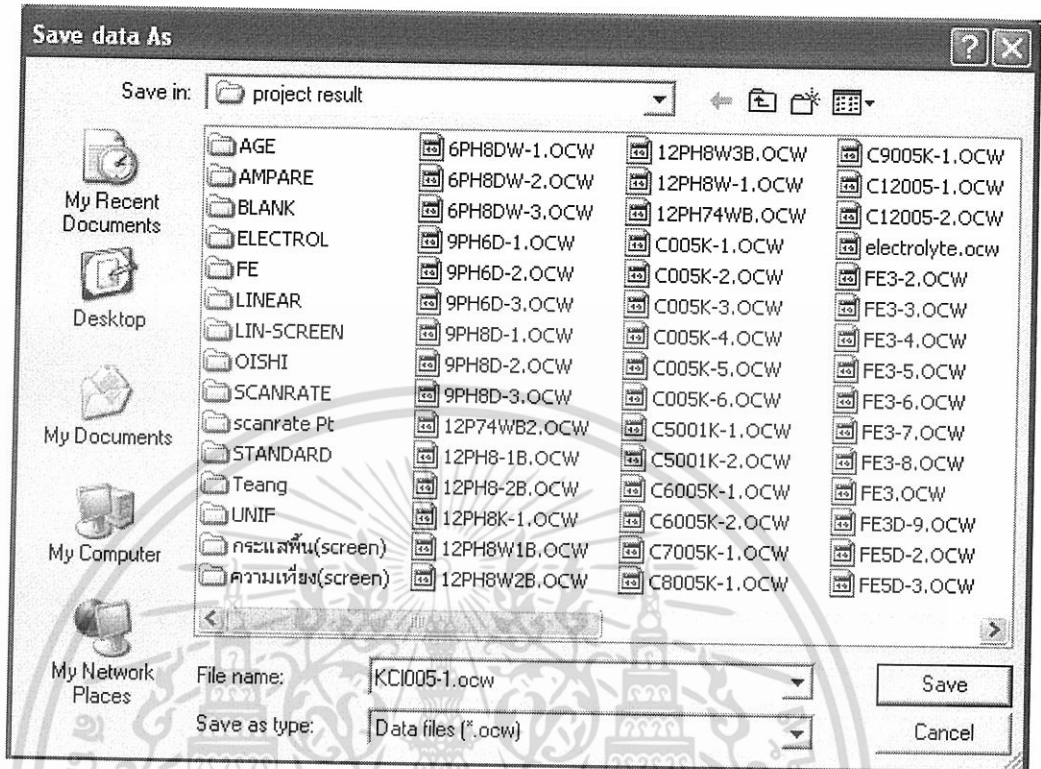 Save data As
Save in:
project result
My Recent
Documents
Desktop
My Documents
My Computer
My Network
Places
AGE
AMPARE
BLANK
ELECTROL
FE
LINEAR
LIN-SCREEN
OISHI
SCANRATE
scanrate Pt
STANDARD
Teang
UNIF
กระแสพื้น(screen)
ความเที่ยง(screen)
6PH8DW-1.OCW
6PH8DW-2.OCW
6PH8DW-3.OCW
9PH6D-1.OCW
9PH6D-2.OCW
9PH6D-3.OCW
9PH8D-1.OCW
9PH8D-2.OCW
9PH8D-3.OCW
12P74WB2.OCW
12PH8-1B.OCW
12PH8-2B.OCW
12PH8K-1.OCW
12PH8W1B.OCW
12PH8W2B.OCW
12PH8W3B.OCW
12PH8W-1.OCW
12PH74WB.OCW
C005K-1.OCW
C005K-2.OCW
C005K-3.OCW
C005K-4.OCW
C005K-5.OCW
C005K-6.OCW
C5001K-1.OCW
C5001K-2.OCW
C6005K-1.OCW
C6005K-2.OCW
C7005K-1.OCW
C8005K-1.OCW
C9005K-1.OCW
C12005-1.OCW
C12005-2.OCW
electrolyte.ocw
FE3-2.OCW
FE3-3.OCW
FE3-4.OCW
FE3-5.OCW
FE3-6.OCW
FE3-7.OCW
FE3-8.OCW
FE3.OCW
FE3D-9.OCW
FE5D-2.OCW
FE5D-3.OCW
File name:
KCl005-1.ocw
Save
Save as type:
Data files (*.ocw)
Cancel